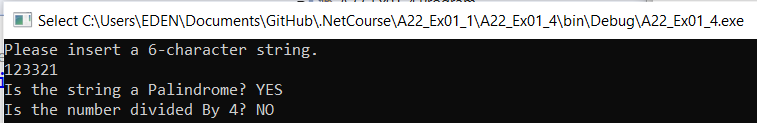 Select C:\Users\EDEN\Documents\GitHub\.NetCourse\A22_Ex01_1\A22_Ex01_4\bin\Debug\A22_Ex01_4.exe
Please insert a 6-character string.
123321
Is the string a Palindrome? YES
Is the number divided By 4? NO